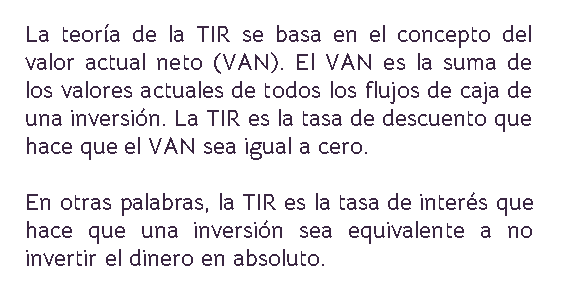 La teoría de la TIR se basa en el concepto del
valor actual neto (VAN). El VAN es la suma de
los valores actuales de todos los flujos de caja de
una inversión. La TIR es la tasa de descuento que
hace que el VAN sea igual a cero.
En otras palabras, la TIR es la tasa de interés que
hace que una inversión sea equivalente a no
invertir el dinero en absoluto.